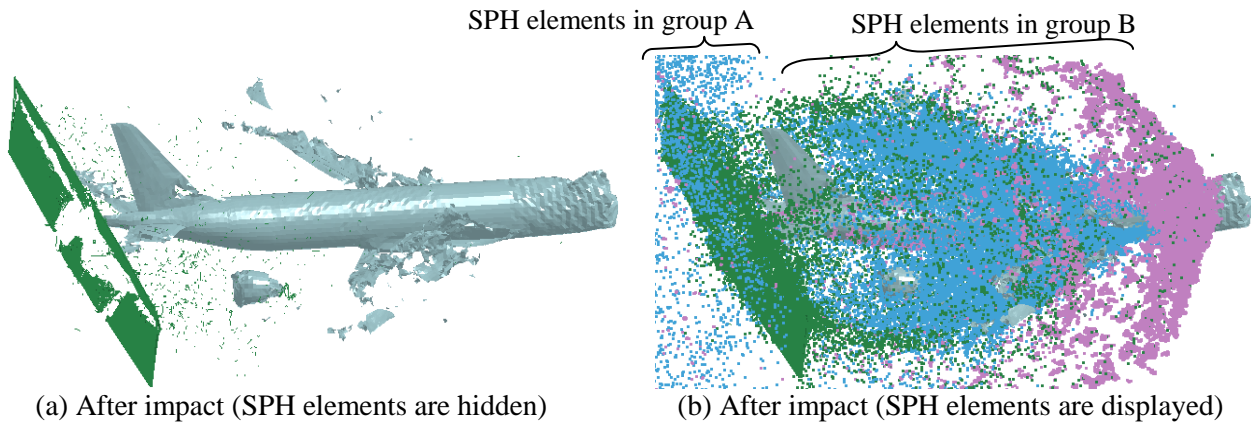 SPH elements in group A
SPH elements in group B
(a) After impact (SPH elements are hidden)
(b) After impact (SPH elements are displayed)